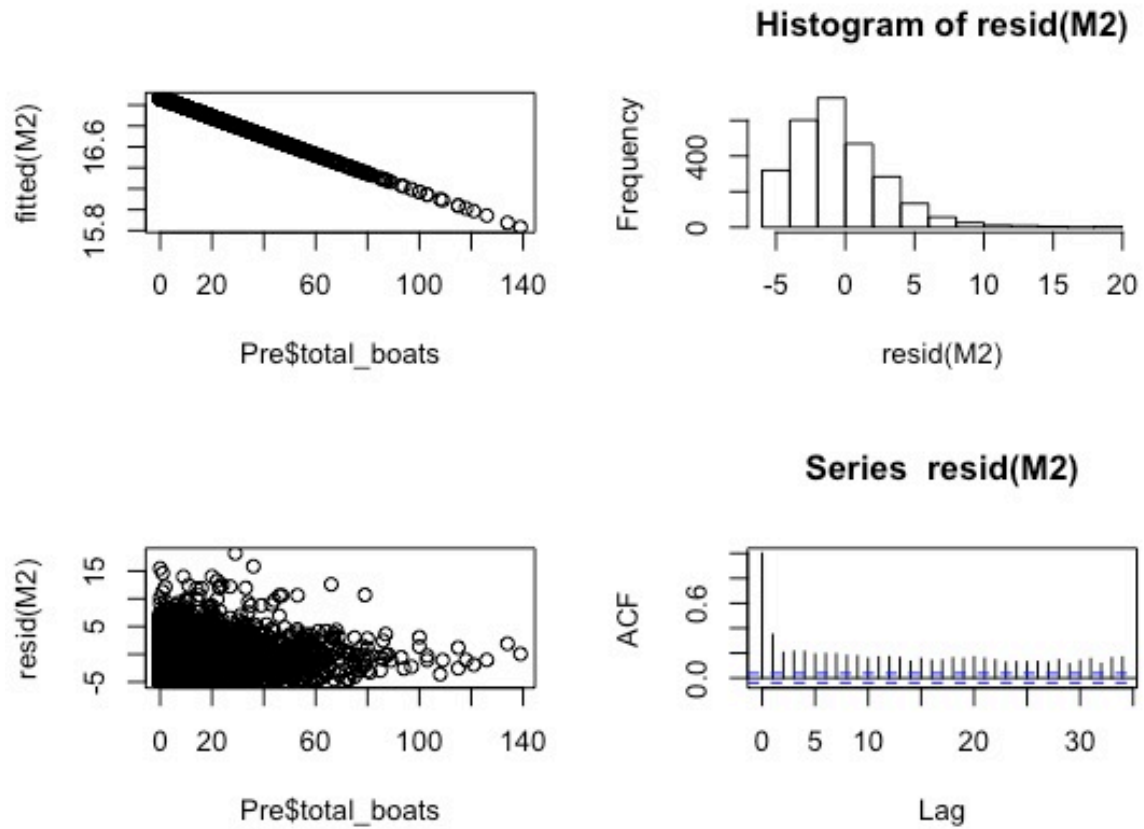 fitted(M2)
16.6
15.8
0 20 60 100 140
Pre$total_boats
Histogram of resid(M2)
Frequency
400
0
-5 0 5 10 15 20
resid(M2)
resid(M2)
15
5
-5
0 20 60 100 140
Pre$total_boats
Series resid(M2)
ACF
0.6
0.0
0 5 10 20 30
Lag